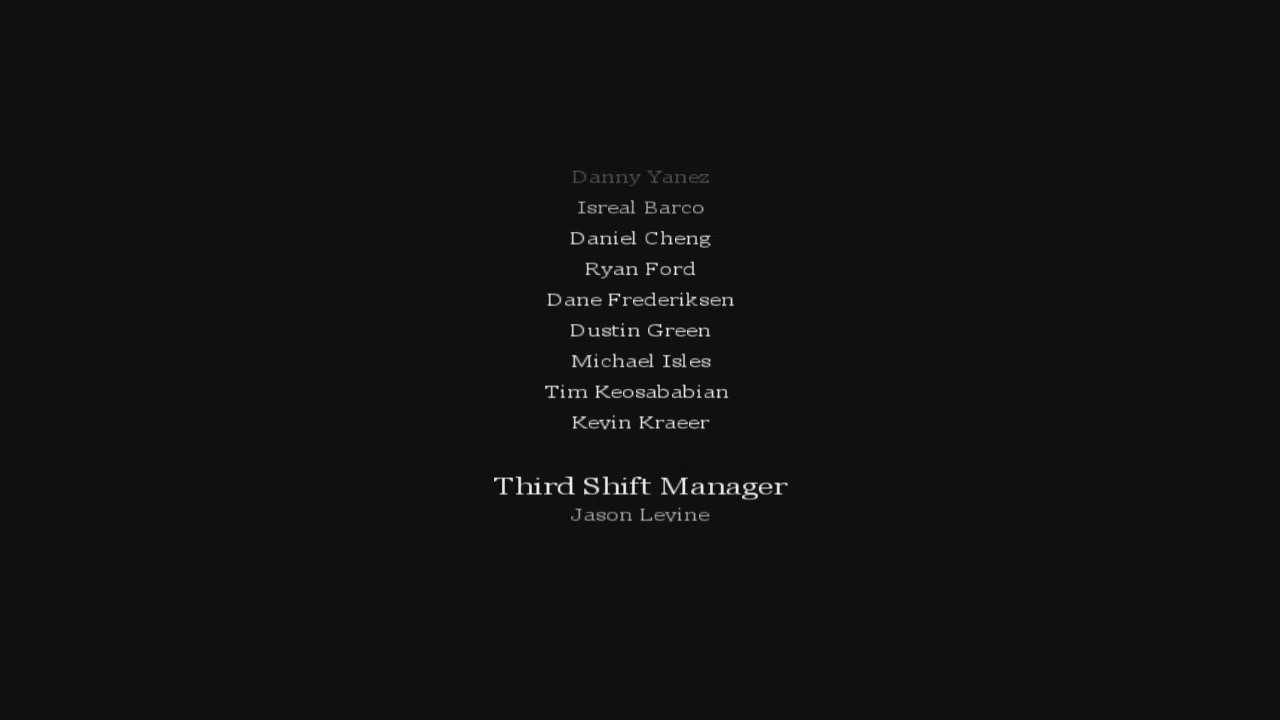 Danny Yanez
Isreal Barco
Daniel Cheng
Ryan Ford
Dane Frederiksen
Dustin Green
Michael Isles
Tim Keosababian
Kevin Kraeer
Third Shift Manager
Jason Levine